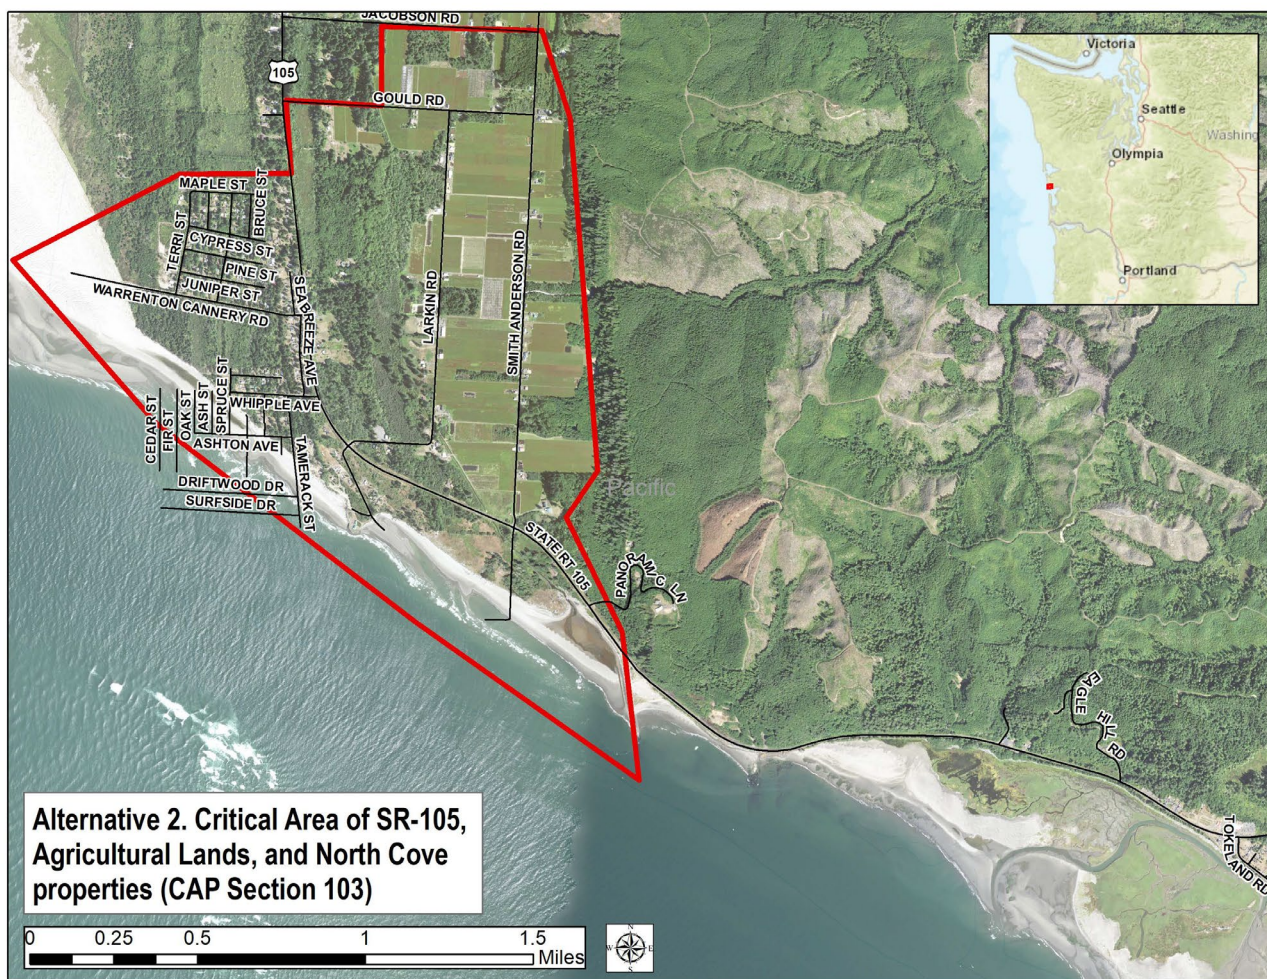 JACOBSON RD
105
GOULD RD
MAPLE ST
BRUCE ST
TERRI ST
CYPRESS ST
PINE ST
JUNIPER ST
WARRENTON CANNERY RD
SEABREEZE AVE
LARKIN RD
SMITH ANDERSON RD
CEDAR ST
FIR ST
OAK ST
ASH ST
SPRUCE ST
WHIPPLE AVE
ASHTON AVE
TAMERACK ST
DRIFTWOOD DR
SURFSIDE DR
Pacific
STATE RT 105
PANORAMIC LN
EAGLE HILL RD
TOKELAND RD
Victoria
Seattle
Washing
Olympia
Portland
Alternative 2. Critical Area of SR-105,
Agricultural Lands, and North Cove
properties (CAP Section 103)
0 0.25 0.5 1 1.5
Miles
N
W E
S